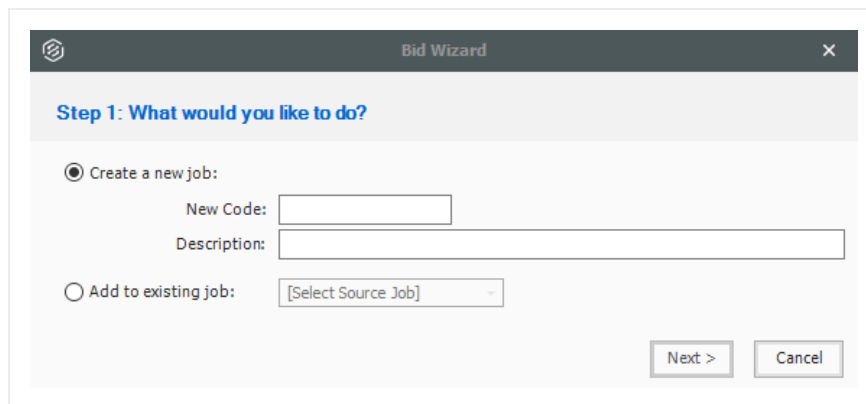 Bid Wizard
Step 1: What would you like to do?
Create a new job:
New Code:
Description:
Add to existing job: [Select Source Job]
Next > Cancel